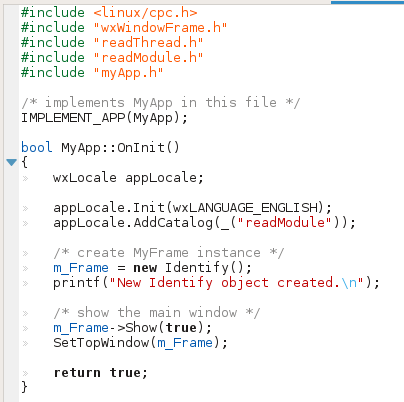 #include <linux/cpc.h>
#include "wxWindowFrame.h"
#include "readThread.h"
#include "readModule.h"
#include "myApp.h"
/* implements MyApp in this file */
IMPLEMENT_APP(MyApp);
bool MyApp::OnInit()
{
» wxLocale appLocale;
» appLocale.Init(wxLANGUAGE_ENGLISH);
» appLocale.AddCatalog(_("readModule"));
» /* create MyFrame instance */
» m_Frame = new Identify();
» printf("New Identify object created.\n");
» /* show the main window */
» m_Frame->Show(true);
» SetTopWindow(m_Frame);
» return true;
}